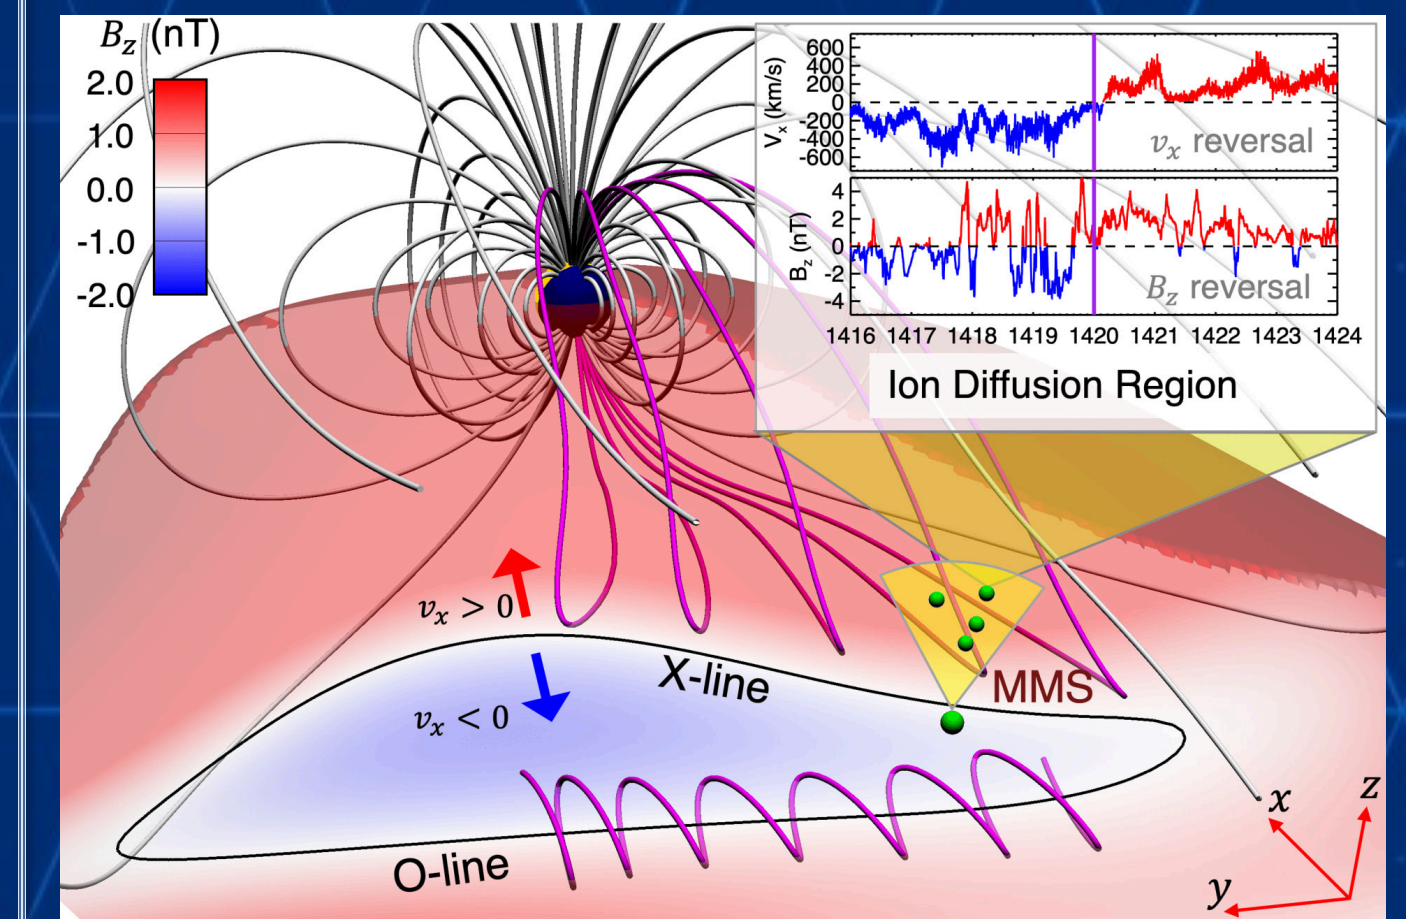 B_z (nT)
2.0
1.0
0.0
-1.0
-2.0
V_x (km/s)
600
400
200
0
-200
-400
-600
v_x reversal
B_z (nT)
4
2
0
-2
-4
B_z reversal
1416 1417 1418 1419 1420 1421 1422 1423 1424
Ion Diffusion Region
v_x > 0
v_x < 0
X-line
MMS
O-line
x
z
y